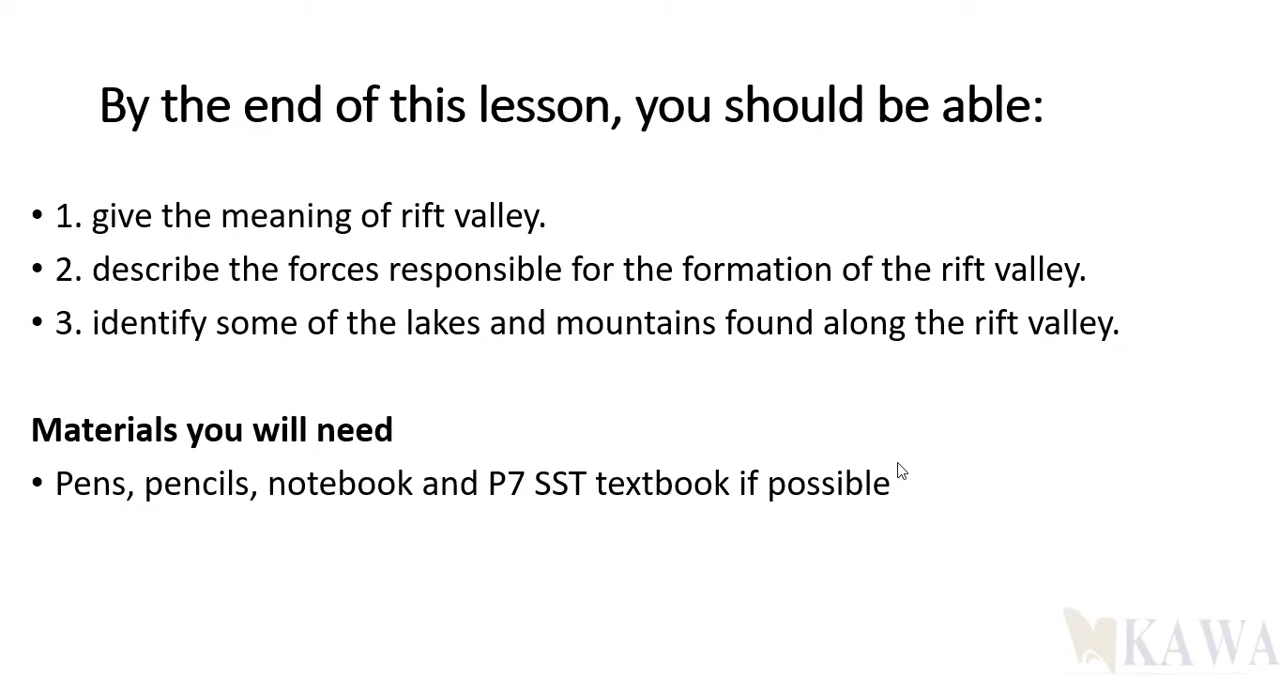 By the end of this lesson, you should be able:
• 1. give the meaning of rift valley.
• 2. describe the forces responsible for the formation of the rift valley.
• 3. identify some of the lakes and mountains found along the rift valley.
Materials you will need
• Pens, pencils, notebook and P7 SST textbook if possible
KAWA